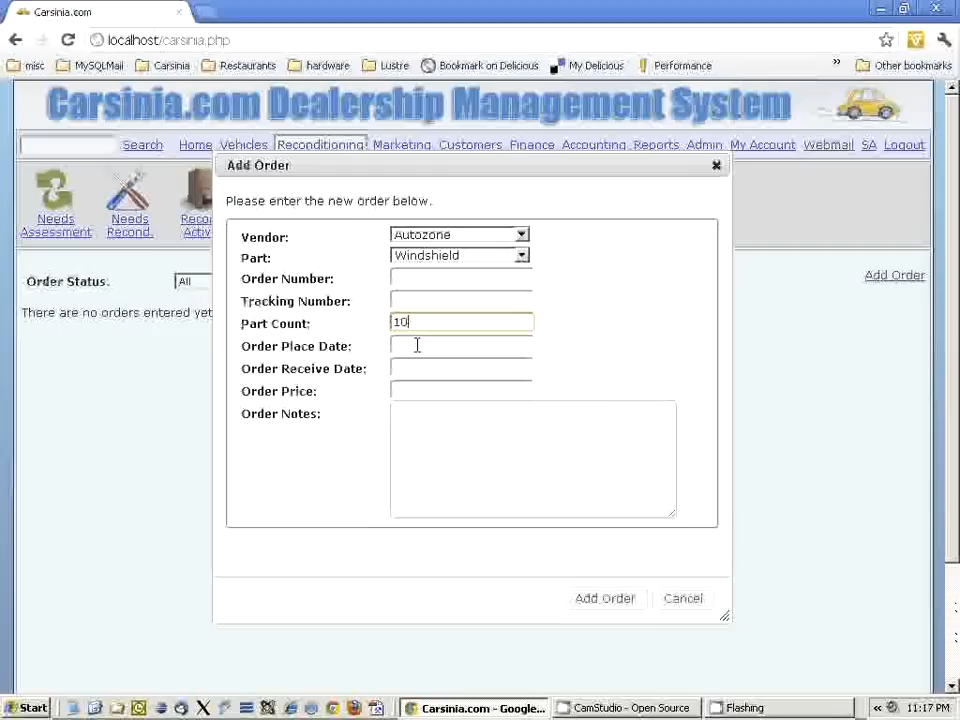 Carsinia.com
localhost/carsinia.php
misc MySQLMail Carsinia Restaurants hardware Lustre Bookmark on Delicious My Delicious Performance » Other bookmarks
Carsinia.com Dealership Management System
Search Home Vehicles Reconditioning Marketing Customers Finance Accounting Reports Admin My Account Webmail SA Logout
Add Order
Needs Assessment
Needs Recond.
Please enter the new order below.
Vendor: Autozone
Part: Windshield
Order Number:
Tracking Number:
Part Count: 10
Order Place Date:
Order Receive Date:
Order Price:
Order Notes:
Order Status. All
Add Order
There are no orders entered yet
Add Order Cancel
Start Carsinia.com - Google... CamStudio - Open Source Flashing « 11:17 PM